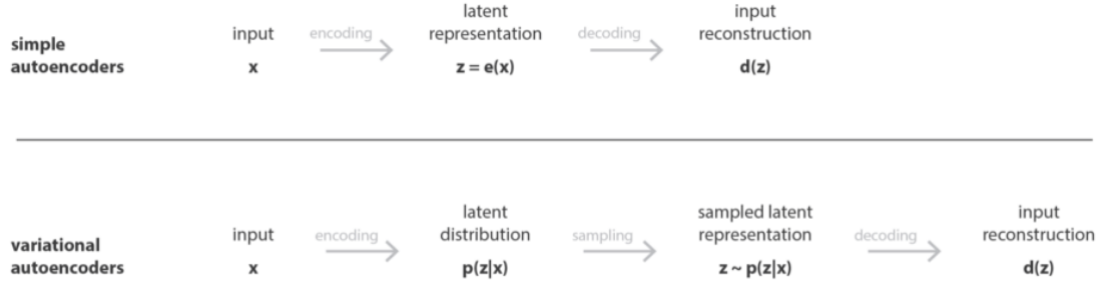 simple
autoencoders
input
x
encoding
latent
representation
z = e(x)
decoding
input
reconstruction
d(z)
variational
autoencoders
input
x
encoding
latent
distribution
p(z|x)
sampling
sampled latent
representation
z ~ p(z|x)
decoding
input
reconstruction
d(z)